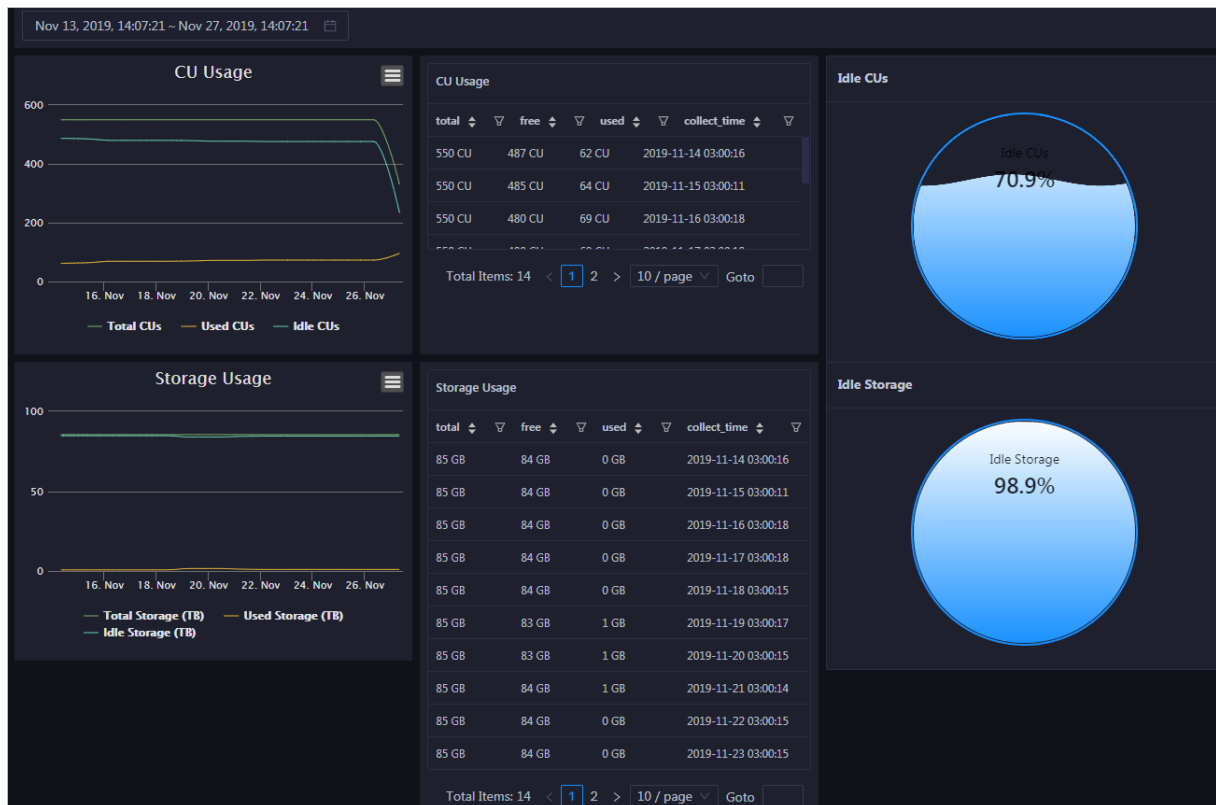 Nov 13, 2019, 14:07:21 ~ Nov 27, 2019, 14:07:21
CU Usage
600
400
200
0
16. Nov 18. Nov 20. Nov 22. Nov 24. Nov 26. Nov
Total CUs Used CUs Idle CUs
CU Usage
total free used collect_time
550 CU 487 CU 62 CU 2019-11-14 03:00:16
550 CU 485 CU 64 CU 2019-11-15 03:00:11
550 CU 480 CU 69 CU 2019-11-16 03:00:18
Total Items: 14 < 1 2 > 10 / page Goto
Idle CUs
Idle CUs
70.9%
Storage Usage
100
50
0
16. Nov 18. Nov 20. Nov 22. Nov 24. Nov 26. Nov
Total Storage (TB) Used Storage (TB)
Idle Storage (TB)
Storage Usage
total free used collect_time
85 GB 84 GB 0 GB 2019-11-14 03:00:16
85 GB 84 GB 0 GB 2019-11-15 03:00:11
85 GB 84 GB 0 GB 2019-11-16 03:00:18
85 GB 84 GB 0 GB 2019-11-17 03:00:18
85 GB 84 GB 0 GB 2019-11-18 03:00:15
85 GB 83 GB 1 GB 2019-11-19 03:00:17
85 GB 83 GB 1 GB 2019-11-20 03:00:15
85 GB 84 GB 1 GB 2019-11-21 03:00:14
85 GB 84 GB 0 GB 2019-11-22 03:00:15
85 GB 84 GB 0 GB 2019-11-23 03:00:15
Total Items: 14 < 1 2 > 10 / page Goto
Idle Storage
Idle Storage
98.9%